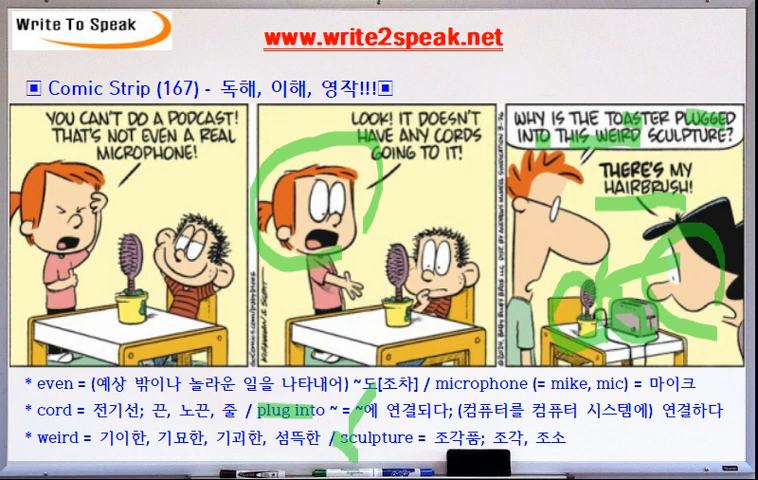 Write To Speak
www.write2speak.net
▣ Comic Strip (167) - 독해, 이해, 영작!!!▣
YOU CAN'T DO A PODCAST!
THAT'S NOT EVEN A REAL
MICROPHONE!
LOOK! IT DOESN'T
HAVE ANY CORDS
GOING TO IT!
WHY IS THE TOASTER PLUGGED
INTO THIS WEIRD SCULPTURE?
THERE'S MY
HAIRBRUSH!
* even = (예상 밖이나 놀라운 일을 나타내어) ~도[조차] / microphone (= mike, mic) = 마이크
* cord = 전기선; 끈, 노끈, 줄 / plug into ~ = ~에 연결되다; (컴퓨터를 컴퓨터 시스템에) 연결하다
* weird = 기이한, 기묘한, 기괴한, 섬뜩한 / sculpture = 조각품; 조각, 조소